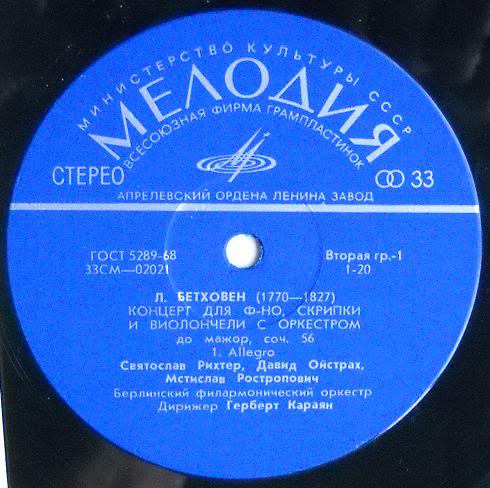 МИНИСТЕРСТВО КУЛЬТУРЫ СССР
МЕЛОДИЯ
ВСЕСОЮЗНАЯ ФИРМА ГРАМПЛАСТИНОК
СТЕРЕО
33
АПРЕЛЕВСКИЙ ОРДЕНА ЛЕНИНА ЗАВОД
ГОСТ 5289-68
Вторая гр.-1
33СМ—02021
1-20
Л. БЕТХОВЕН (1770—1827)
КОНЦЕРТ ДЛЯ Ф-НО, СКРИПКИ
И ВИОЛОНЧЕЛИ С ОРКЕСТРОМ
до мажор, соч. 56
1. Allegro
Святослав Рихтер, Давид Ойстрах,
Мстислав Ростропович
Берлинский филармонический оркестр
Дирижер Герберт Караян